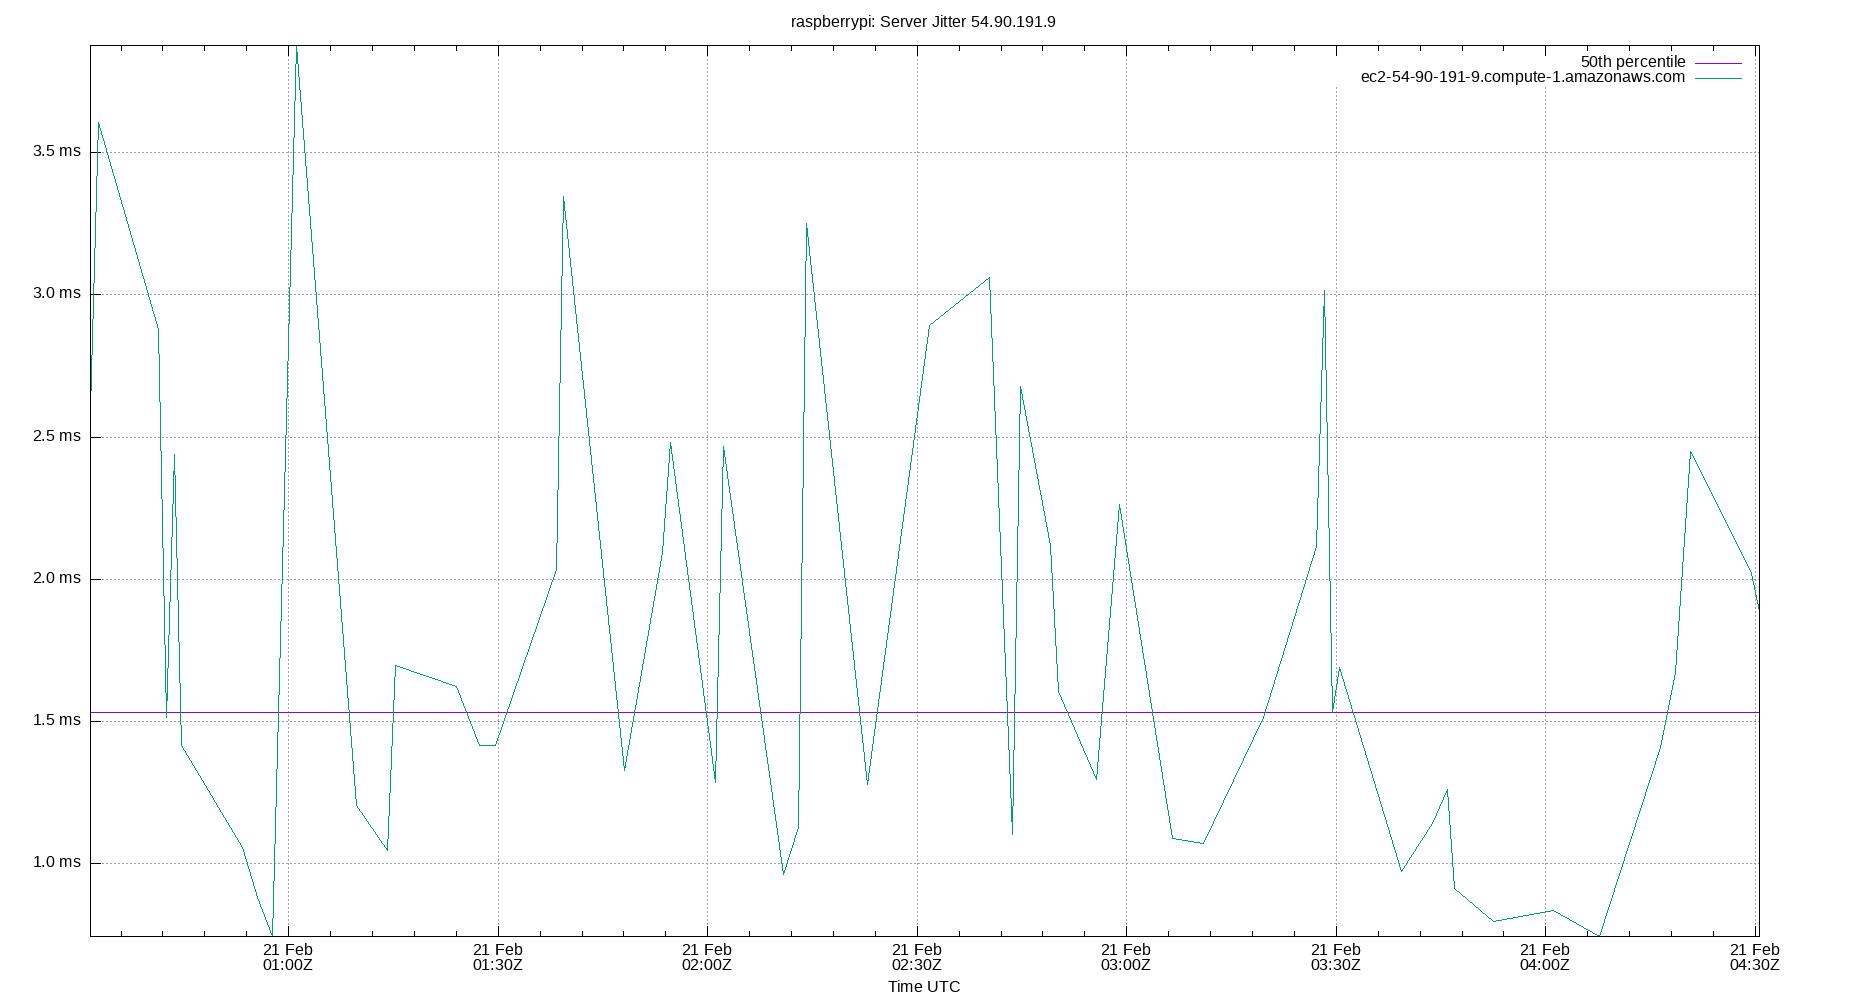 raspberrypi: Server Jitter 54.90.191.9
50th percentile
ec2-54-90-191-9.compute-1.amazonaws.com
3.5 ms
3.0 ms
2.5 ms
2.0 ms
1.5 ms
1.0 ms
21 Feb 21 Feb 21 Feb 21 Feb 21 Feb 21 Feb 21 Feb 21 Feb
01:00Z 01:30Z 02:00Z 02:30Z 03:00Z 03:30Z 04:00Z 04:30Z
Time UTC